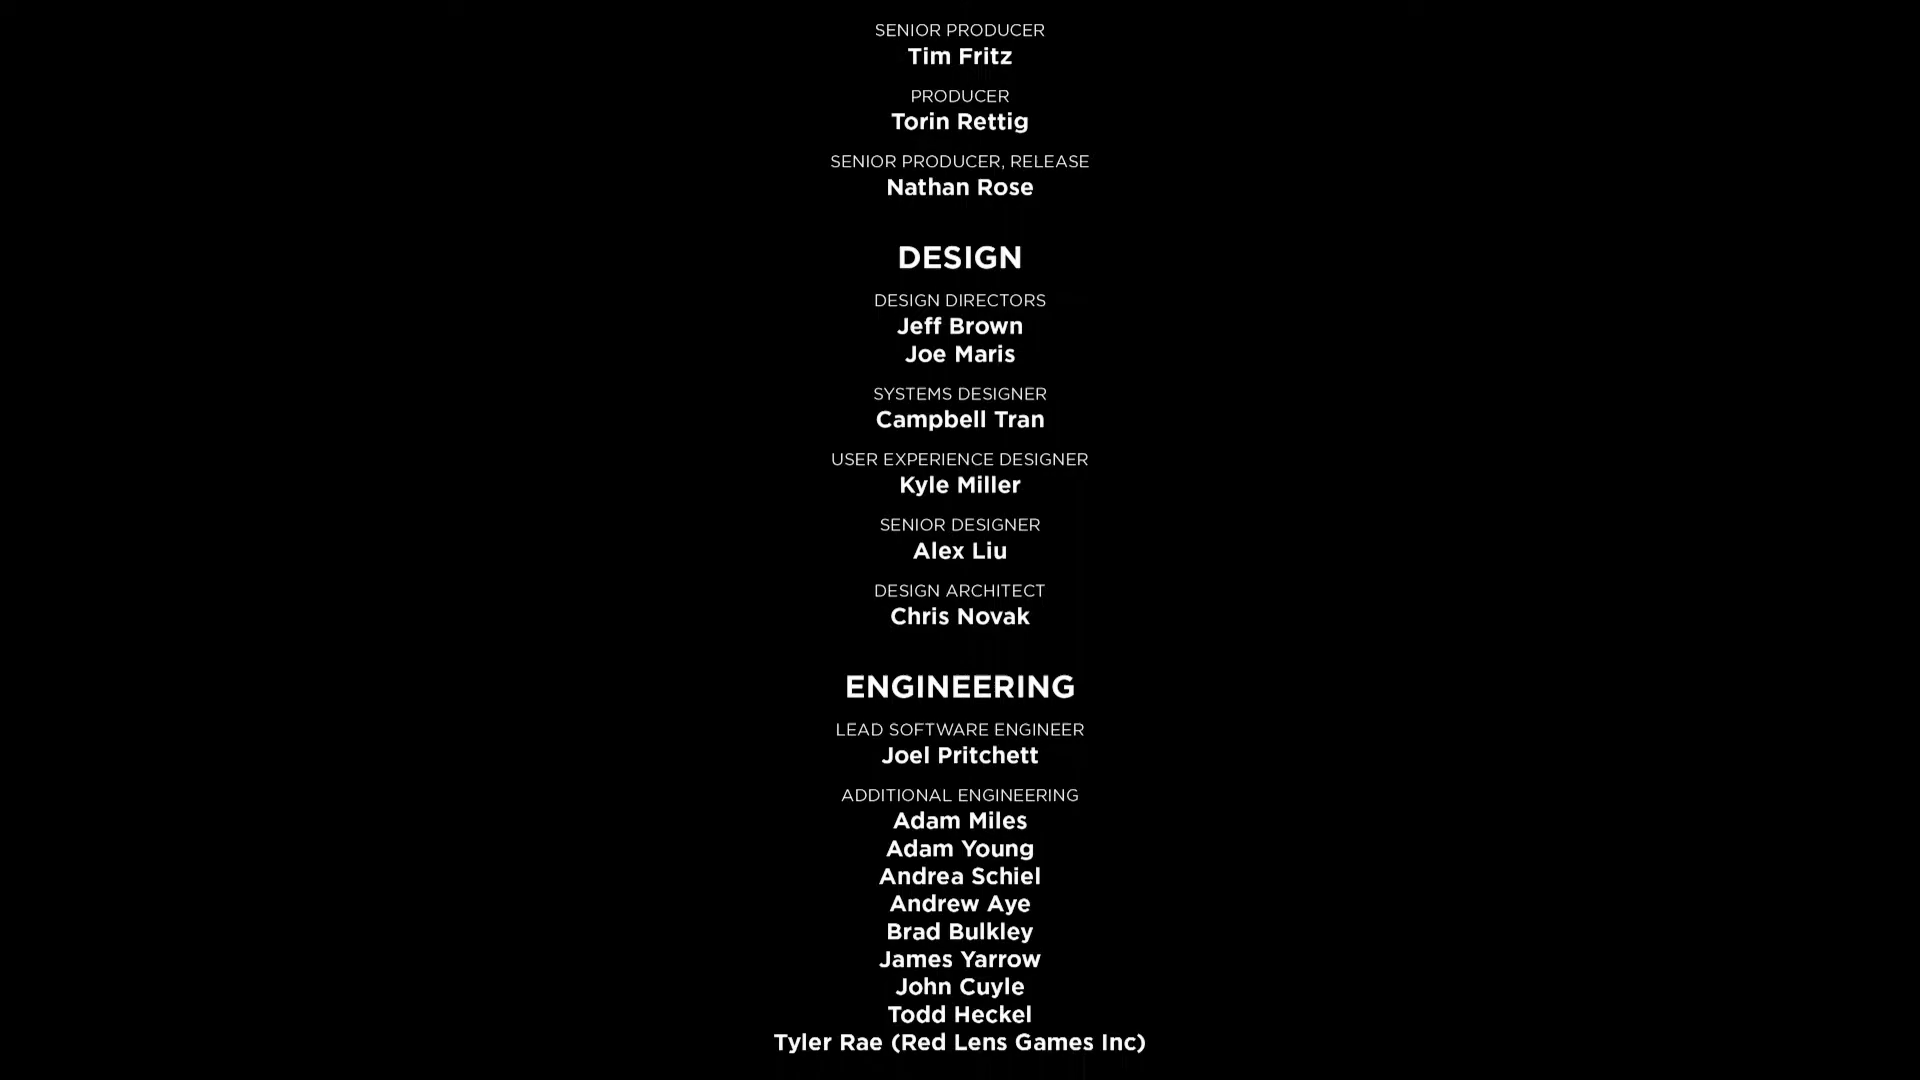 SENIOR PRODUCER
Tim Fritz
PRODUCER
Torin Rettig
SENIOR PRODUCER, RELEASE
Nathan Rose
DESIGN
DESIGN DIRECTORS
Jeff Brown
Joe Maris
SYSTEMS DESIGNER
Campbell Tran
USER EXPERIENCE DESIGNER
Kyle Miller
SENIOR DESIGNER
Alex Liu
DESIGN ARCHITECT
Chris Novak
ENGINEERING
LEAD SOFTWARE ENGINEER
Joel Pritchett
ADDITIONAL ENGINEERING
Adam Miles
Adam Young
Andrea Schiel
Andrew Aye
Brad Bulkley
James Yarrow
John Cuyle
Todd Heckel
Tyler Rae (Red Lens Games Inc)